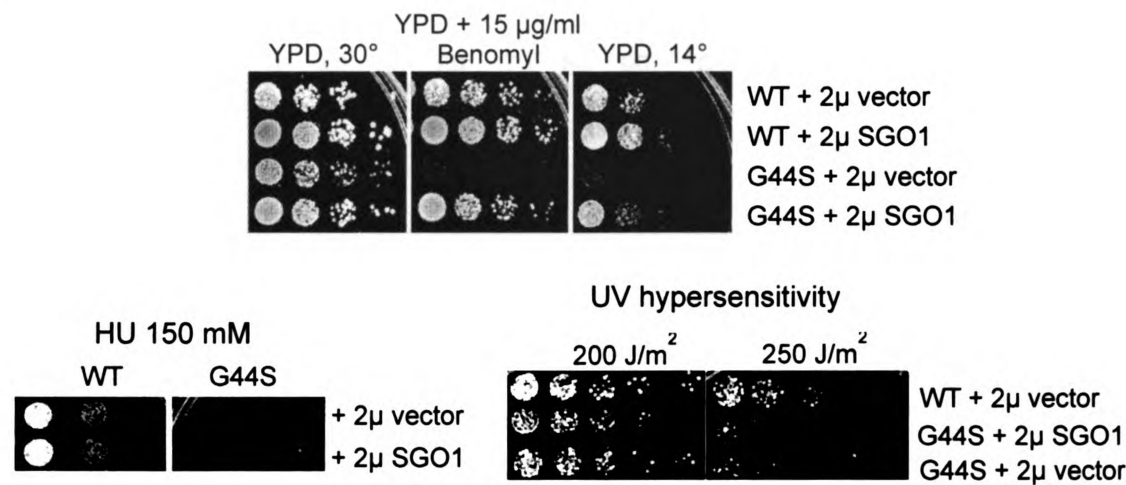 YPD + 15 µg/ml
YPD, 30° Benomyl YPD, 14°
WT + 2µ vector
WT + 2µ SGO1
G44S + 2µ vector
G44S + 2µ SGO1
HU 150 mM
WT G44S
+ 2µ vector
+ 2µ SGO1
UV hypersensitivity
200 J/m² 250 J/m²
WT + 2µ vector
G44S + 2µ SGO1
G44S + 2µ vector